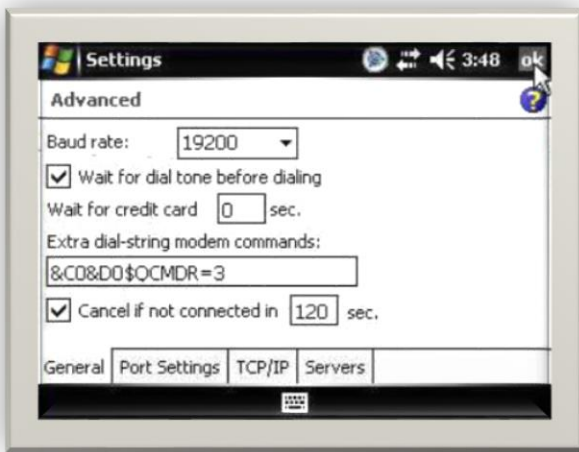 Settings 3:48 ok
Advanced
Baud rate: 19200
Wait for dial tone before dialing
Wait for credit card 0 sec.
Extra dial-string modem commands:
&C0&D0$QCMDR=3
Cancel if not connected in 120 sec.
General Port Settings TCP/IP Servers